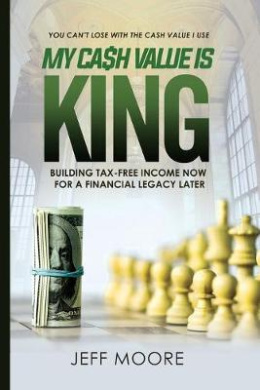 YOU CAN'T LOSE WITH THE CASH VALUE I USE
MY CA$H VALUE IS
KING
BUILDING TAX-FREE INCOME NOW
FOR A FINANCIAL LEGACY LATER
JEFF MOORE